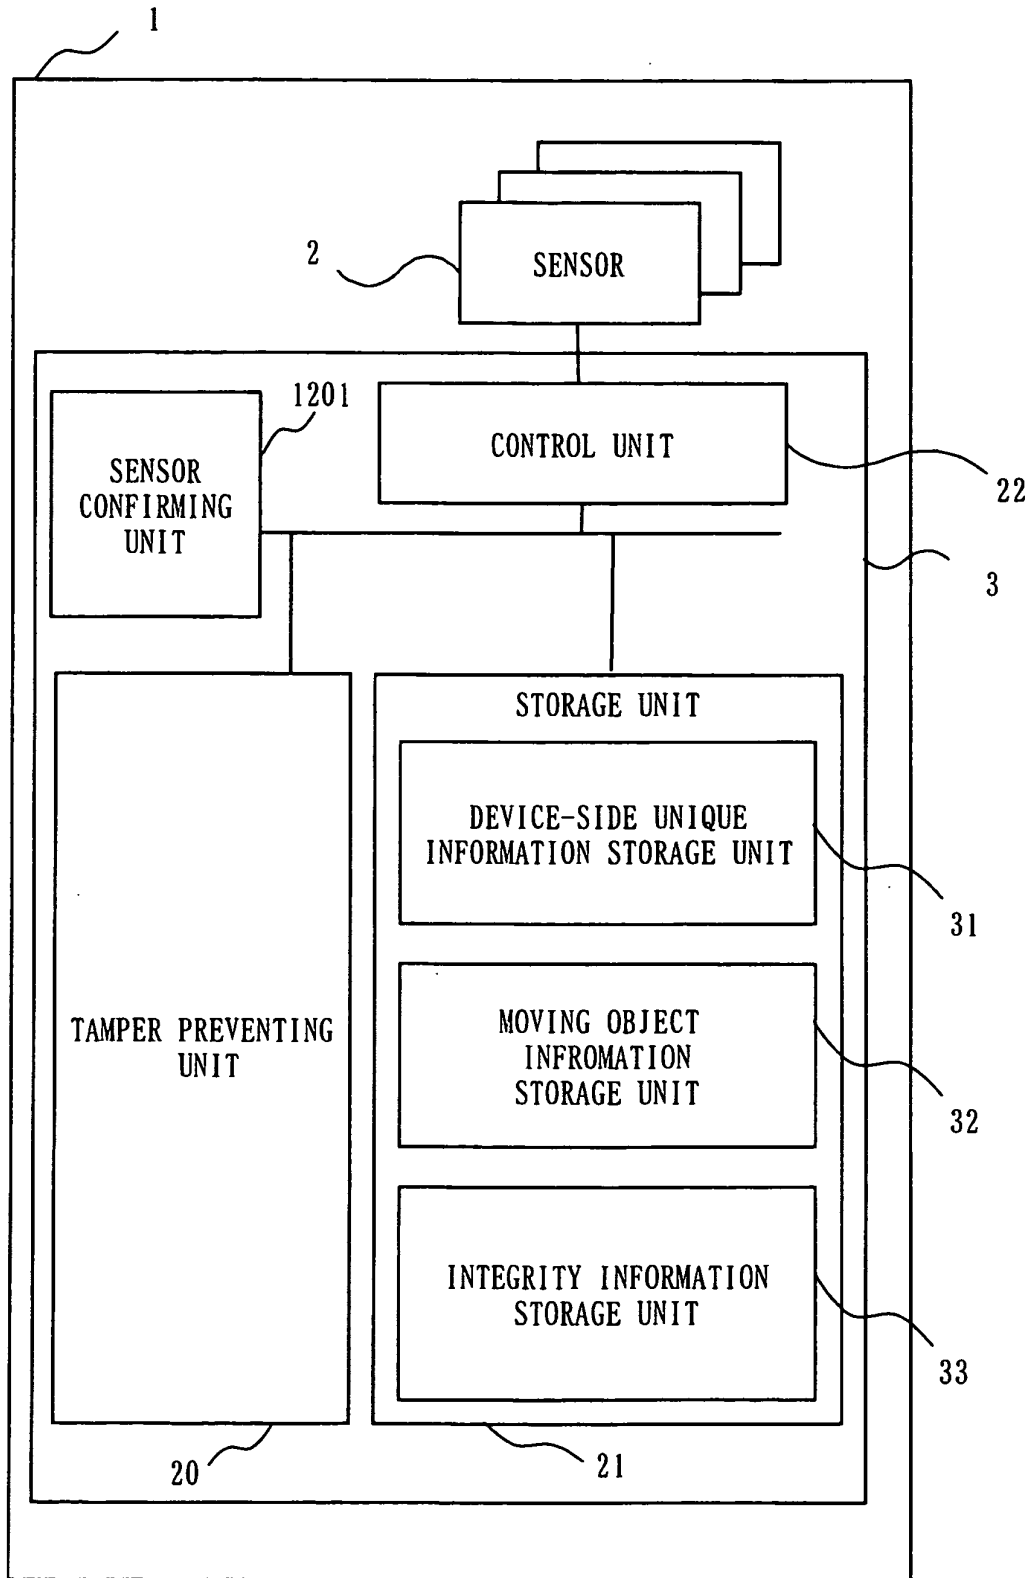 1
2
SENSOR
1201
SENSOR
CONFIRMING
UNIT
CONTROL UNIT
22
3
STORAGE UNIT
DEVICE-SIDE UNIQUE
INFORMATION STORAGE UNIT
31
TAMPER PREVENTING
UNIT
MOVING OBJECT
INFROMATION
STORAGE UNIT
32
INTEGRITY INFORMATION
STORAGE UNIT
33
20
21